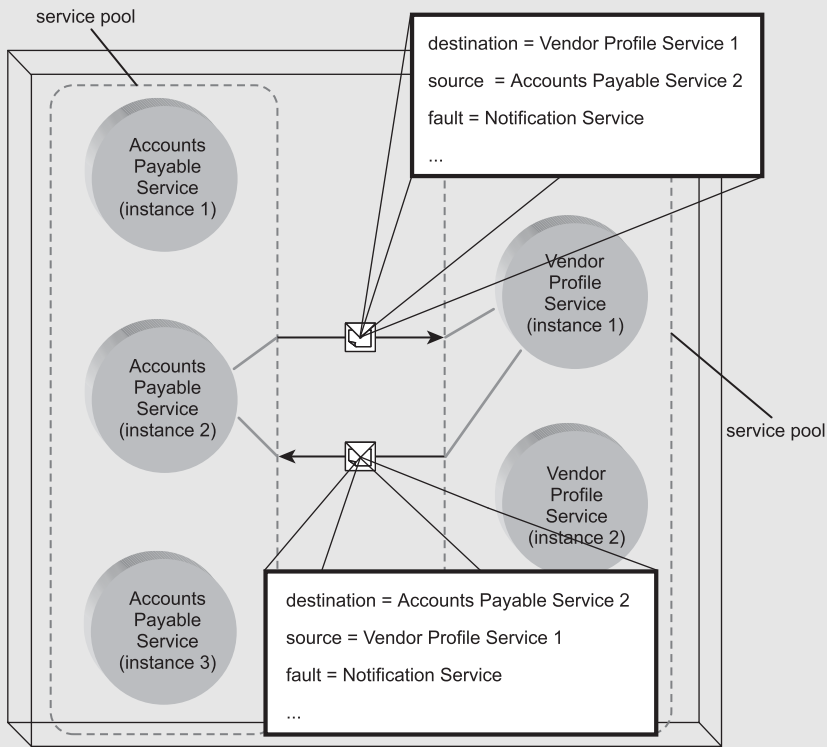 service pool
destination = Vendor Profile Service 1
source = Accounts Payable Service 2
fault = Notification Service
...
Accounts
Payable
Service
(instance 1)
Vendor
Profile
Service
(instance 1)
Accounts
Payable
Service
(instance 2)
service pool
Vendor
Profile
Service
(instance 2)
Accounts
Payable
Service
(instance 3)
destination = Accounts Payable Service 2
source = Vendor Profile Service 1
fault = Notification Service
...